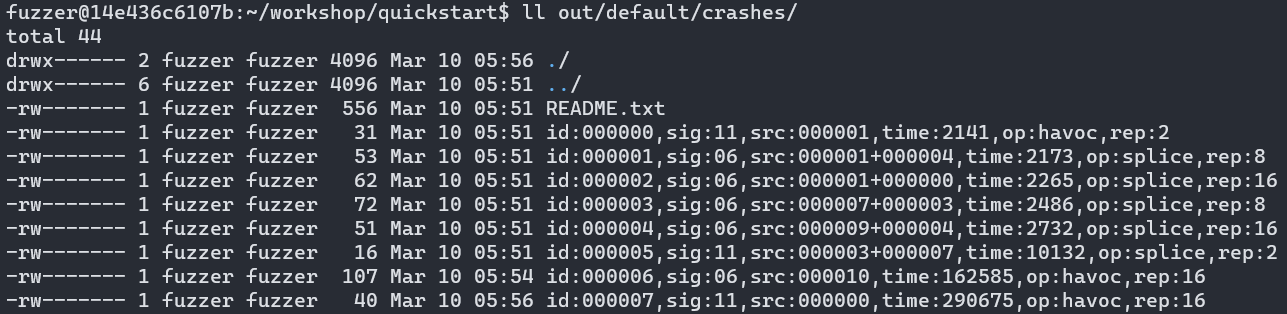 fuzzer@14e436c6107b:~/workshop/quickstart$ ll out/default/crashes/
total 44
drwx------ 2 fuzzer fuzzer 4096 Mar 10 05:56 ./
drwx------ 6 fuzzer fuzzer 4096 Mar 10 05:51 ../
-rw------- 1 fuzzer fuzzer  556 Mar 10 05:51 README.txt
-rw------- 1 fuzzer fuzzer   31 Mar 10 05:51 id:000000,sig:11,src:000001,time:2141,op:havoc,rep:2
-rw------- 1 fuzzer fuzzer   53 Mar 10 05:51 id:000001,sig:06,src:000001+000004,time:2173,op:splice,rep:8
-rw------- 1 fuzzer fuzzer   62 Mar 10 05:51 id:000002,sig:06,src:000001+000000,time:2265,op:splice,rep:16
-rw------- 1 fuzzer fuzzer   72 Mar 10 05:51 id:000003,sig:06,src:000007+000003,time:2486,op:splice,rep:8
-rw------- 1 fuzzer fuzzer   51 Mar 10 05:51 id:000004,sig:06,src:000009+000004,time:2732,op:splice,rep:16
-rw------- 1 fuzzer fuzzer   16 Mar 10 05:51 id:000005,sig:11,src:000003+000007,time:10132,op:splice,rep:2
-rw------- 1 fuzzer fuzzer  107 Mar 10 05:54 id:000006,sig:06,src:000010,time:162585,op:havoc,rep:16
-rw------- 1 fuzzer fuzzer   40 Mar 10 05:56 id:000007,sig:11,src:000000,time:290675,op:havoc,rep:16